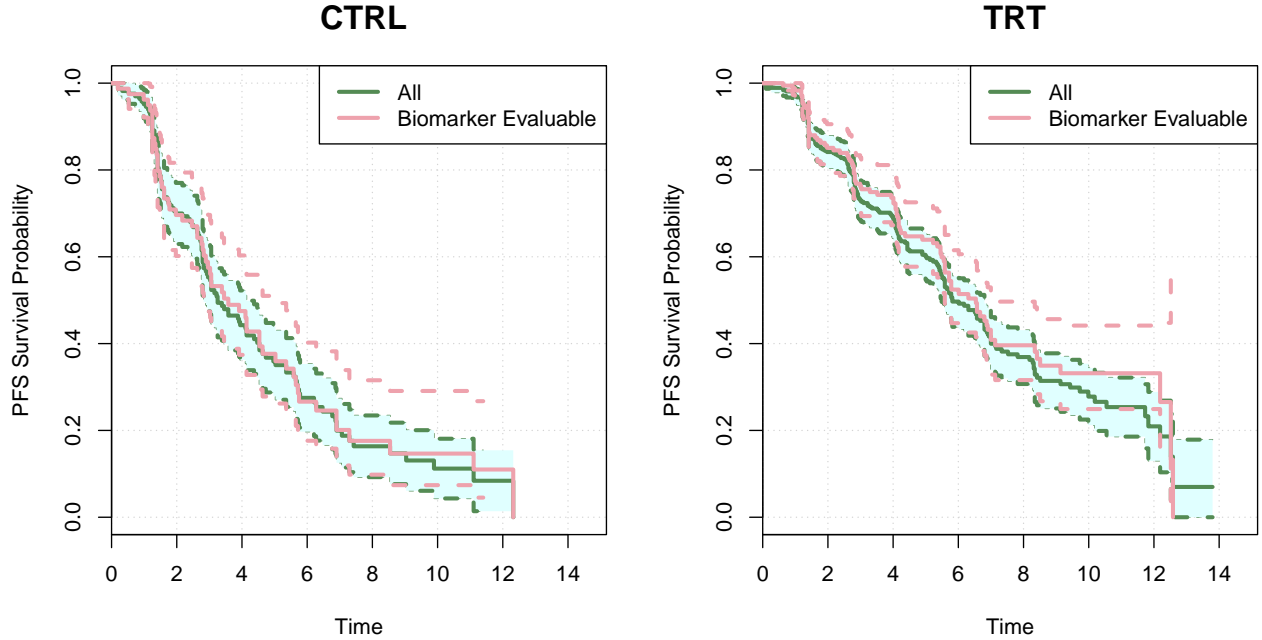 CTRL
PFS Survival Probability
1.0
0.8
0.6
0.4
0.2
0.0
All
Biomarker Evaluable
0 2 4 6 8 10 12 14
Time
TRT
PFS Survival Probability
1.0
0.8
0.6
0.4
0.2
0.0
All
Biomarker Evaluable
0 2 4 6 8 10 12 14
Time